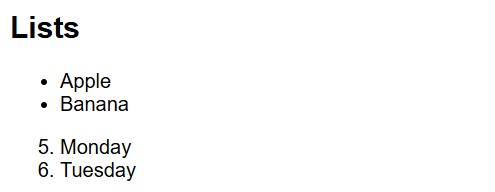 Lists
• Apple
• Banana
5. Monday
6. Tuesday